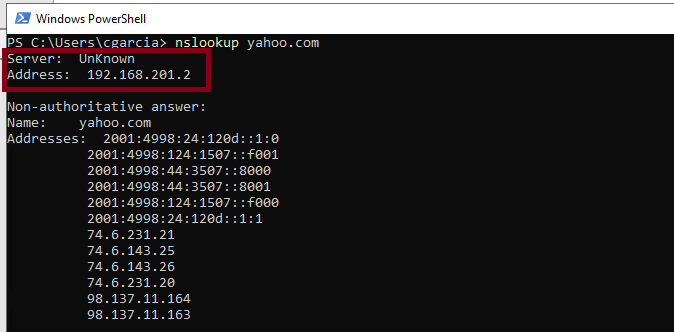 Windows PowerShell
PS C:\Users\cgarcia> nslookup yahoo.com
Server:  UnKnown
Address:  192.168.201.2
Non-authoritative answer:
Name:    yahoo.com
Addresses:  2001:4998:24:120d::1:0
2001:4998:124:1507::f001
2001:4998:44:3507::8000
2001:4998:44:3507::8001
2001:4998:124:1507::f000
2001:4998:24:120d::1:1
74.6.231.21
74.6.143.25
74.6.143.26
74.6.231.20
98.137.11.164
98.137.11.163